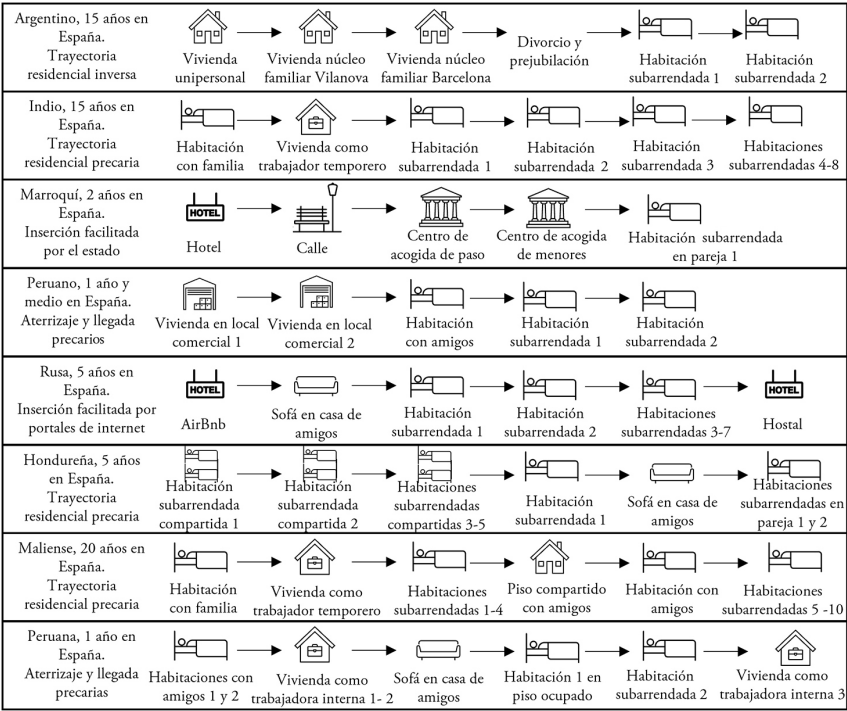 Argentino, 15 años en
España.
Trayectoria
residencial inversa
Vivienda
unipersonal
Vivienda núcleo
familiar Vilanova
Vivienda núcleo
familiar Barcelona
Divorcio y
prejubilación
Habitación
subarrendada 1
Habitación
subarrendada 2
Indio, 15 años en
España.
Trayectoria
residencial precaria
Habitación
con familia
Vivienda como
trabajador temporero
Habitación
subarrendada 1
Habitación
subarrendada 2
Habitación
subarrendada 3
Habitaciones
subarrendadas 4-8
Marroquí, 2 años en
España.
Inserción facilitada
por el estado
HOTEL
Hotel
Calle
Centro de
acogida de paso
Centro de acogida
de menores
Habitación subarrendada
en pareja 1
Peruano, 1 año y
medio en España.
Aterrizaje y llegada
precarios
Vivienda en local
comercial 1
Vivienda en local
comercial 2
Habitación
con amigos
Habitación
subarrendada 1
Habitación
subarrendada 2
Rusa, 5 años en
España.
Inserción facilitada por
portales de internet
HOTEL
AirBnb
Sofá en casa de
amigos
Habitación
subarrendada 1
Habitación
subarrendada 2
Habitaciones
subarrendadas 3-7
HOTEL
Hostal
Hondureña, 5 años
en España.
Trayectoria
residencial precaria
Habitación
subarrendada
compartida 1
Habitación
subarrendada
compartida 2
Habitaciones
subarrendadas
compartidas 3-5
Habitación
subarrendada 1
Sofá en casa de
amigos
Habitaciones
subarrendadas en
pareja 1 y 2
Maliense, 20 años en
España.
Trayectoria
residencial precaria
Habitación
con familia
Vivienda como
trabajador temporero
Habitaciones
subarrendadas 1-4
Piso compartido
con amigos
Habitación con
amigos
Habitaciones
subarrendadas 5 -10
Peruana, 1 año en
España.
Aterrizaje y llegada
precarias
Habitaciones con
amigos 1 y 2
Vivienda como
trabajadora interna 1- 2
Sofá en casa de
amigos
Habitación 1 en
piso ocupado
Habitación
subarrendada 2
Vivienda como
trabajadora interna 3